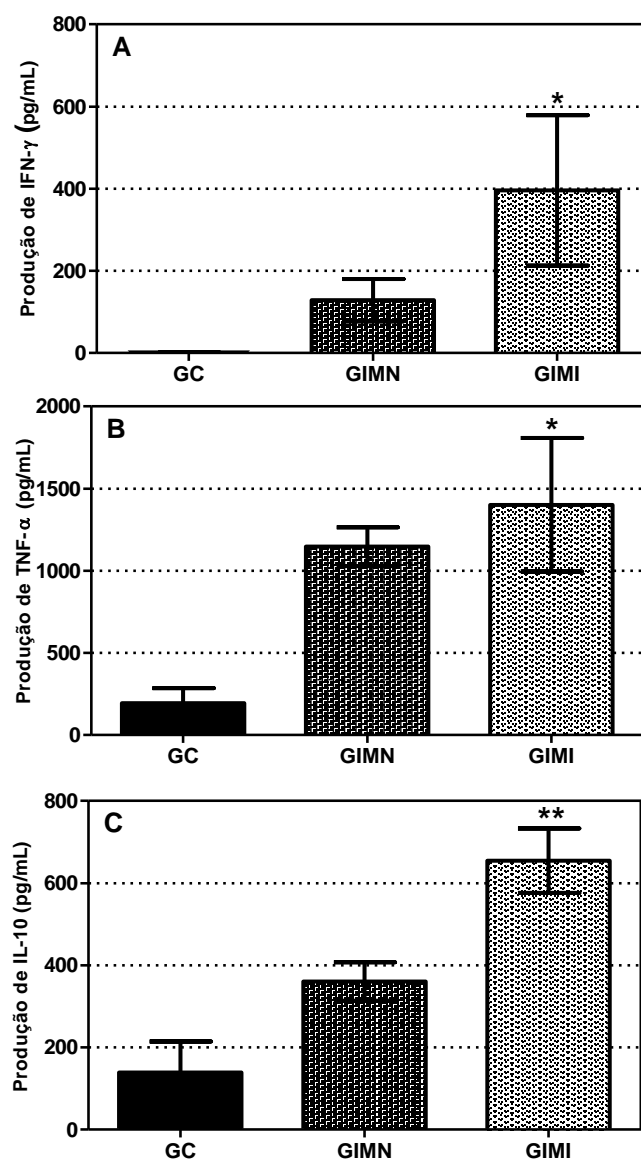 A
Produção de IFN-γ (pg/mL)
800
600
400
200
0
*
GC GIMN GIMI
B
Produção de TNF-α (pg/mL)
2000
1500
1000
500
0
*
GC GIMN GIMI
C
Produção de IL-10 (pg/mL)
800
600
400
200
0
**
GC GIMN GIMI